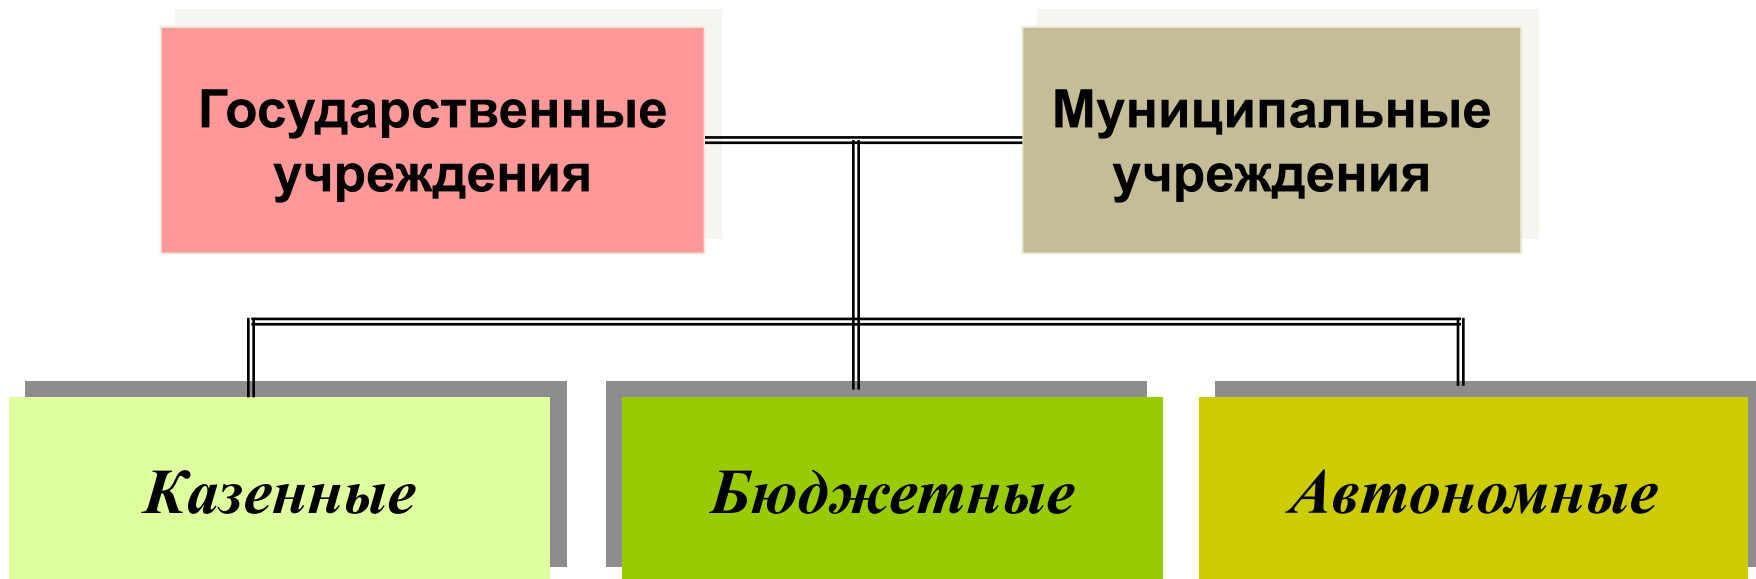 Государственные
учреждения
Муниципальные
учреждения
Казенные
Бюджетные
Автономные